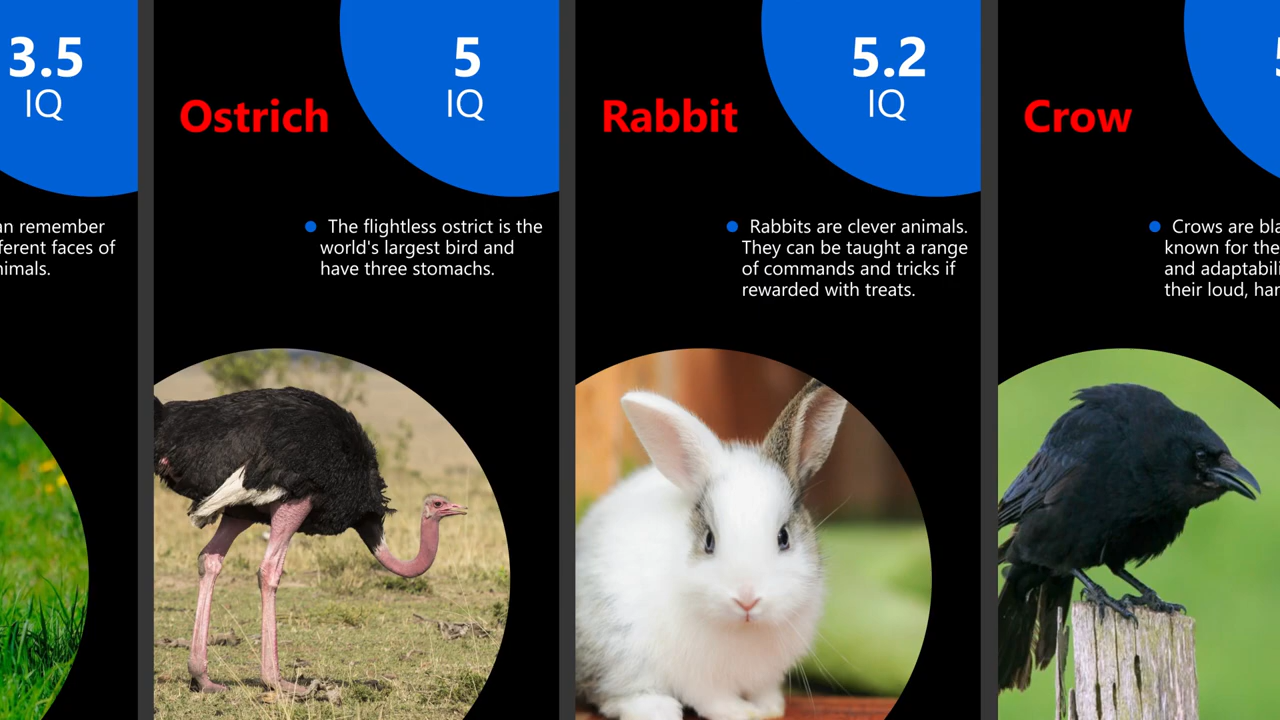 3.5
IQ
an remember
ferent faces of
nimals.
5
IQ
Ostrich
The flightless ostrict is the
world's largest bird and
have three stomachs.
5.2
IQ
Rabbit
Rabbits are clever animals.
They can be taught a range
of commands and tricks if
rewarded with treats.
Crow
Crows are bla
known for the
and adaptabili
their loud, har